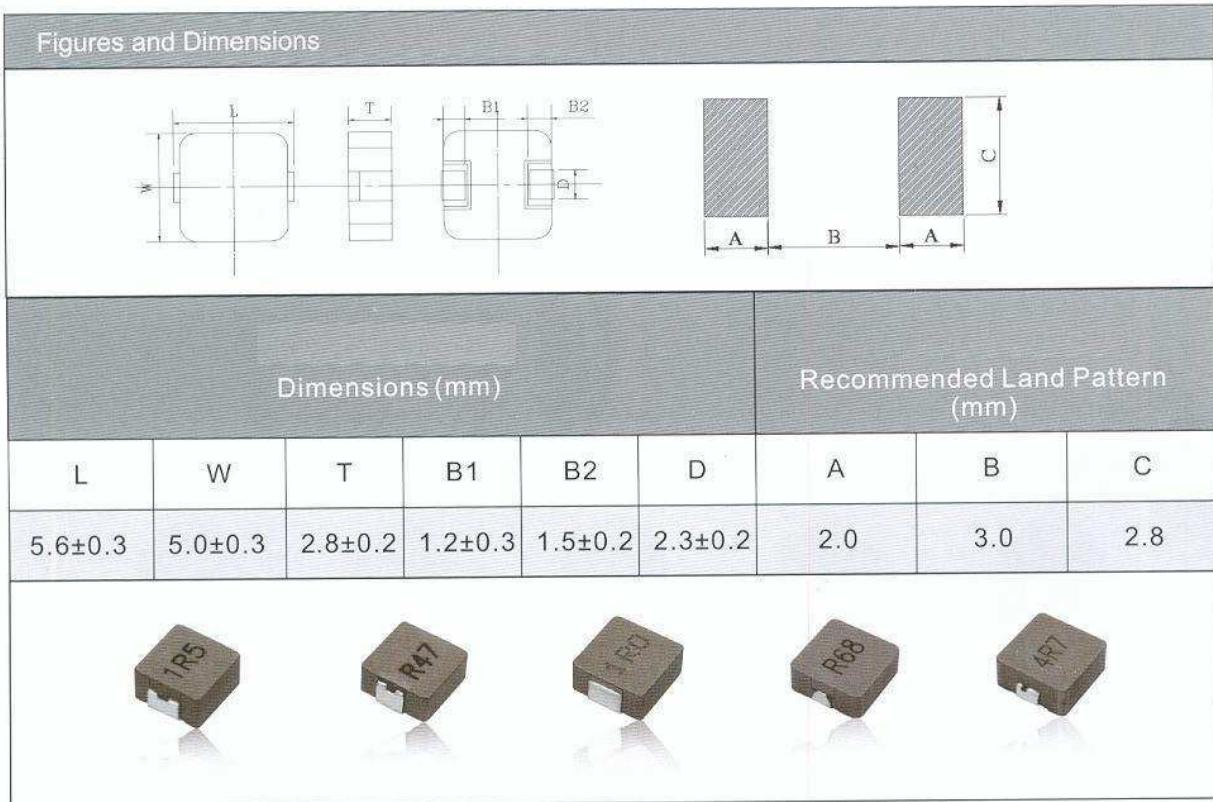 Figures and Dimensions
L
T
B1
B2
W
D
C
A
B
A
Dimensions (mm)
Recommended Land Pattern
(mm)
L W T B1 B2 D A B C
5.6±0.3 5.0±0.3 2.8±0.2 1.2±0.3 1.5±0.2 2.3±0.2 2.0 3.0 2.8
1R5
R47
1R0
R68
4R7